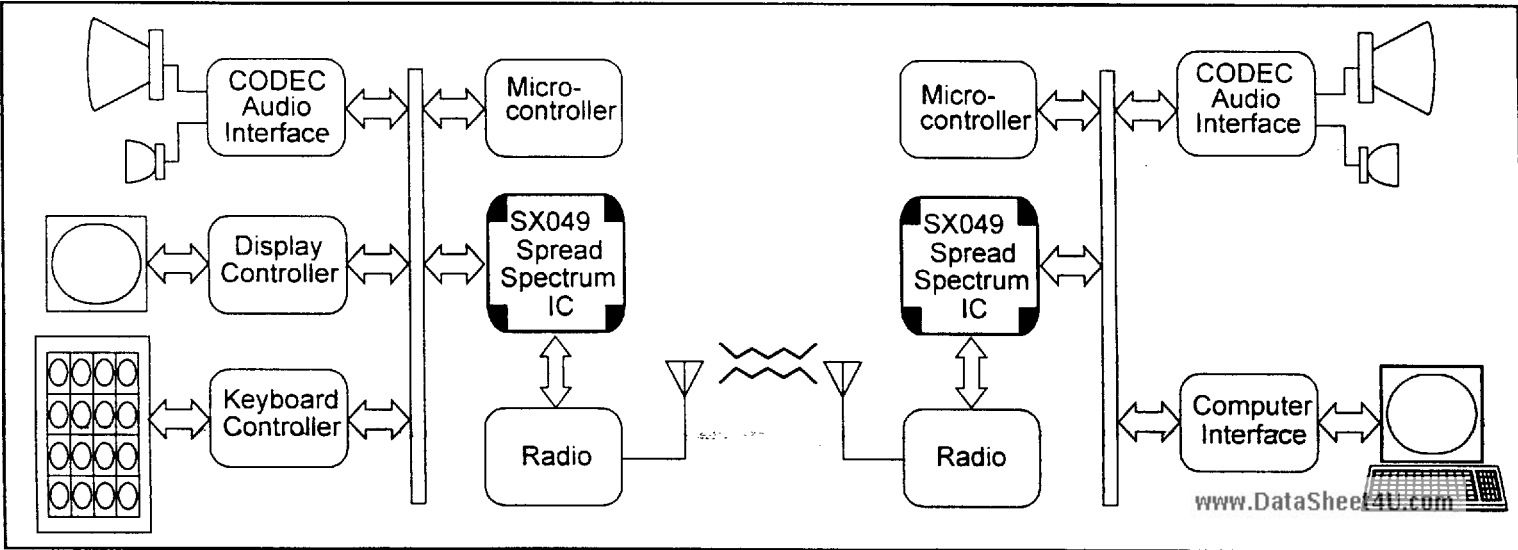 CODEC
Audio
Interface
Micro-
controller
SX049
Spread
Spectrum
IC
Display
Controller
Keyboard
Controller
Radio
Micro-
controller
CODEC
Audio
Interface
SX049
Spread
Spectrum
IC
Radio
Computer
Interface
www.DataSheet4U.com